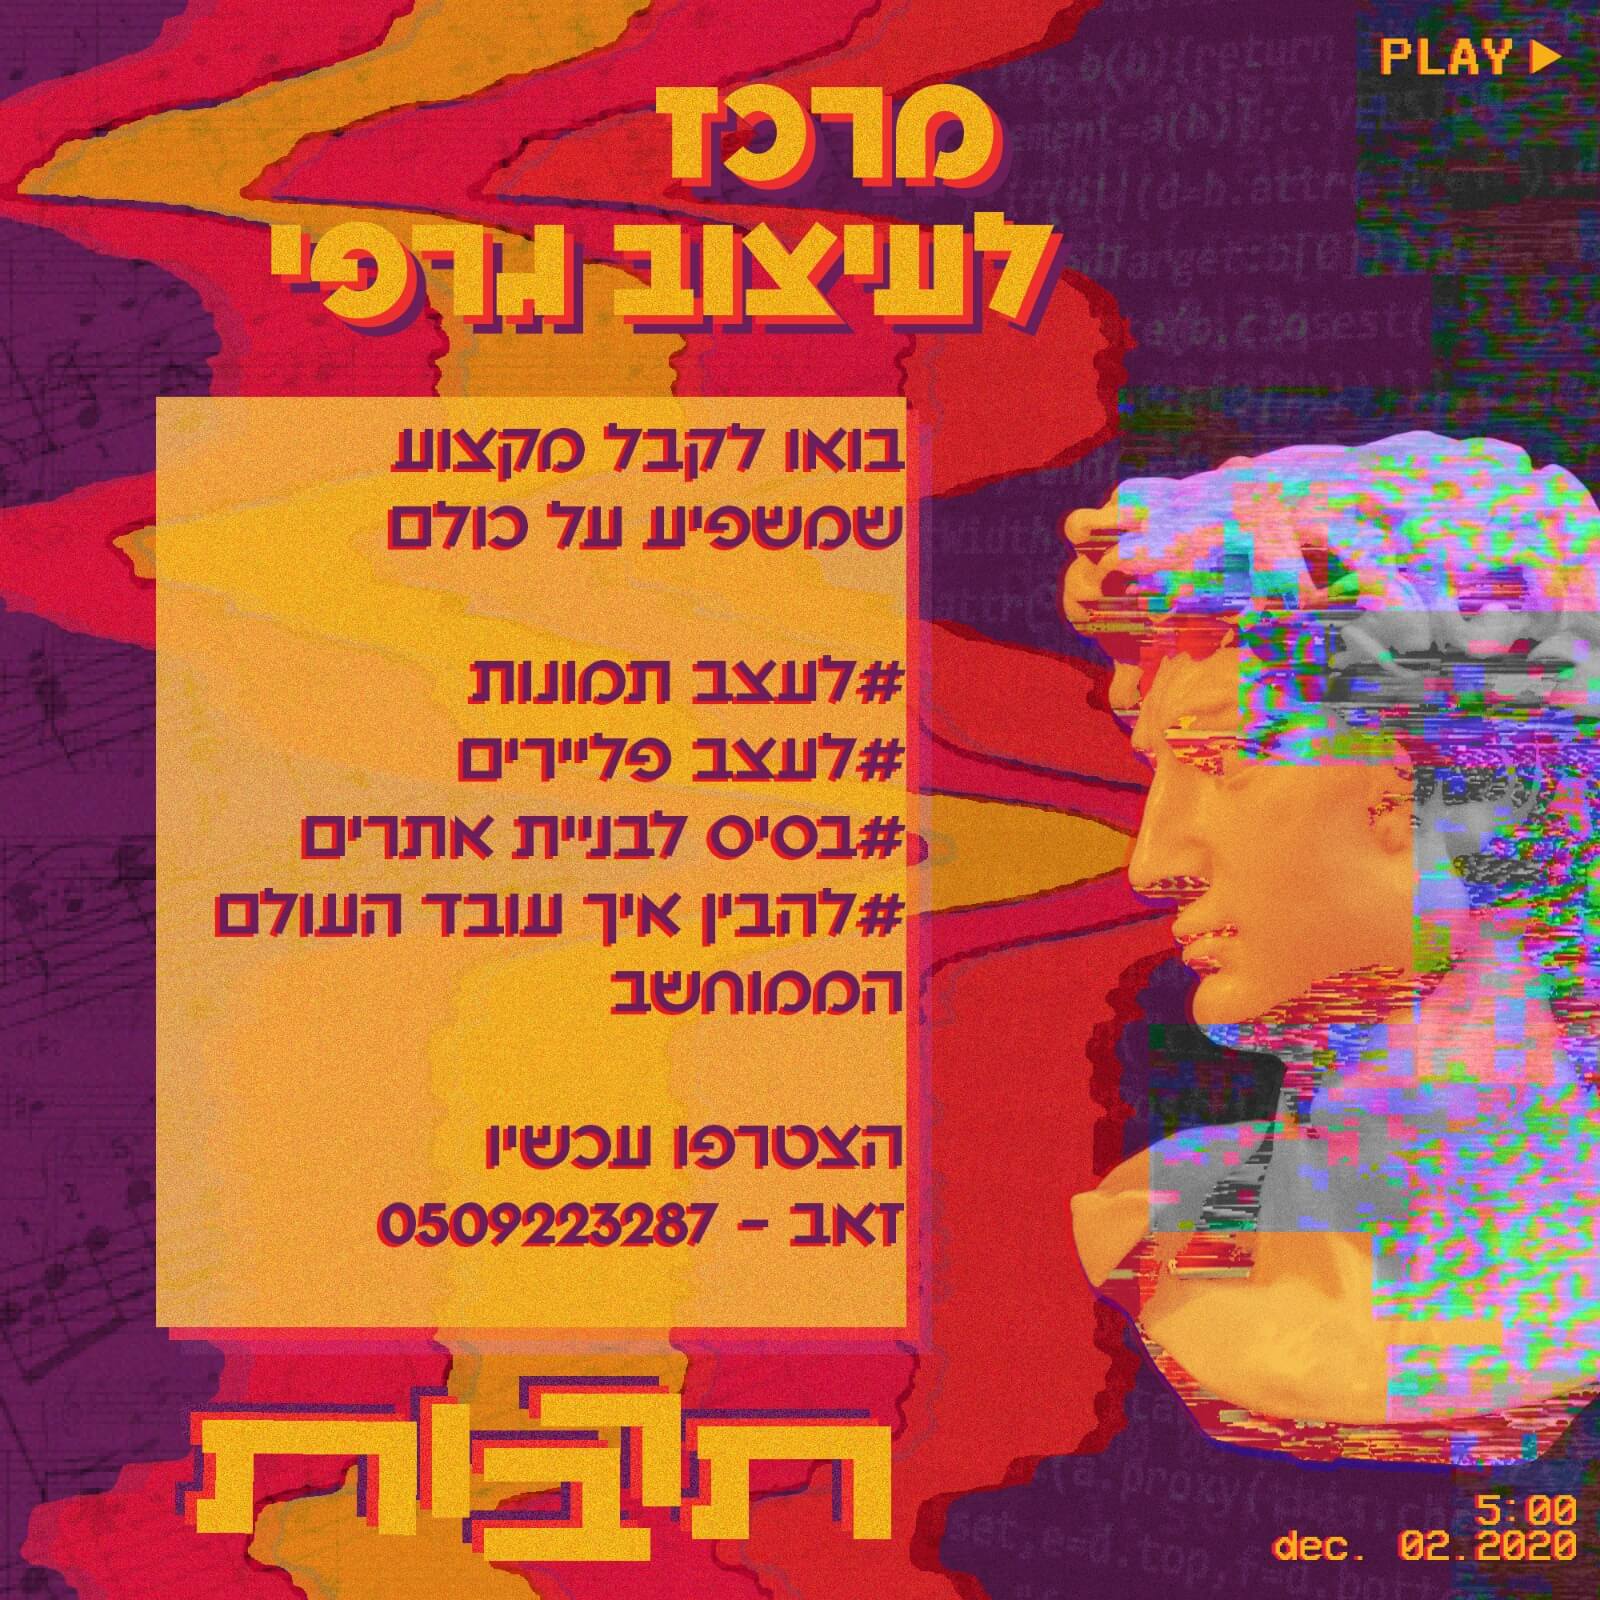 PLAY
מרכז
לעיצוב גרפי
בואו לקבל מקצוע
שמשפיע על כולם
#לעצב תמונות
#לעצב פליירים
#בסיס לבניית אתרים
#להבין איך עובד העולם
הממוחשב
הצטרפו עכשיו
זאב - 0509223287
תיבות
5:00
dec. 02.2020